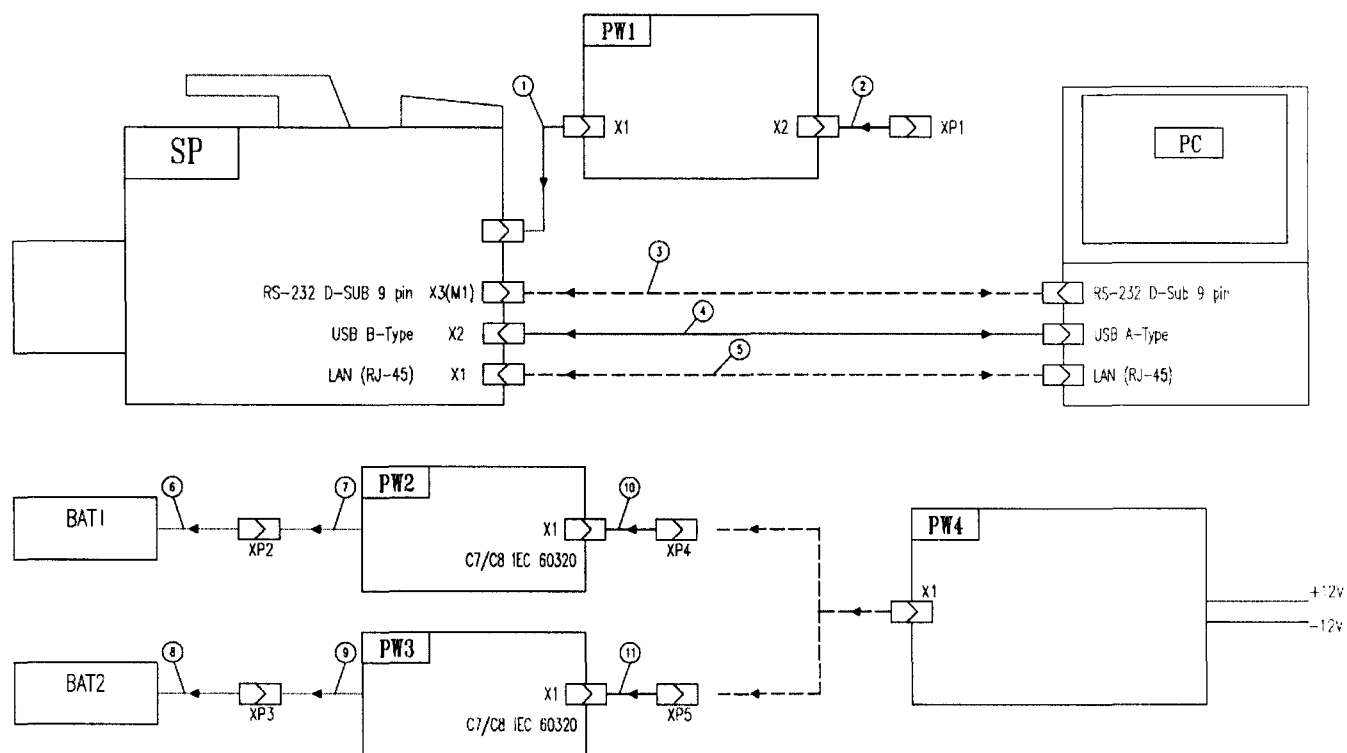 PW1
1
2
X1
X2
XP1
SP
PC
3
RS-232 D-SUB 9 pin X3(M1)
RS-232 D-Sub 9 pin
4
USB B-Type X2
USB A-Type
5
LAN (RJ-45) X1
LAN (RJ-45)
6
7
PW2
10
BAT1
XP2
X1
XP4
C7/C8 IEC 60320
PW4
X1
+12v
-12v
8
9
PW3
11
BAT2
XP3
X1
XP5
C7/C8 IEC 60320